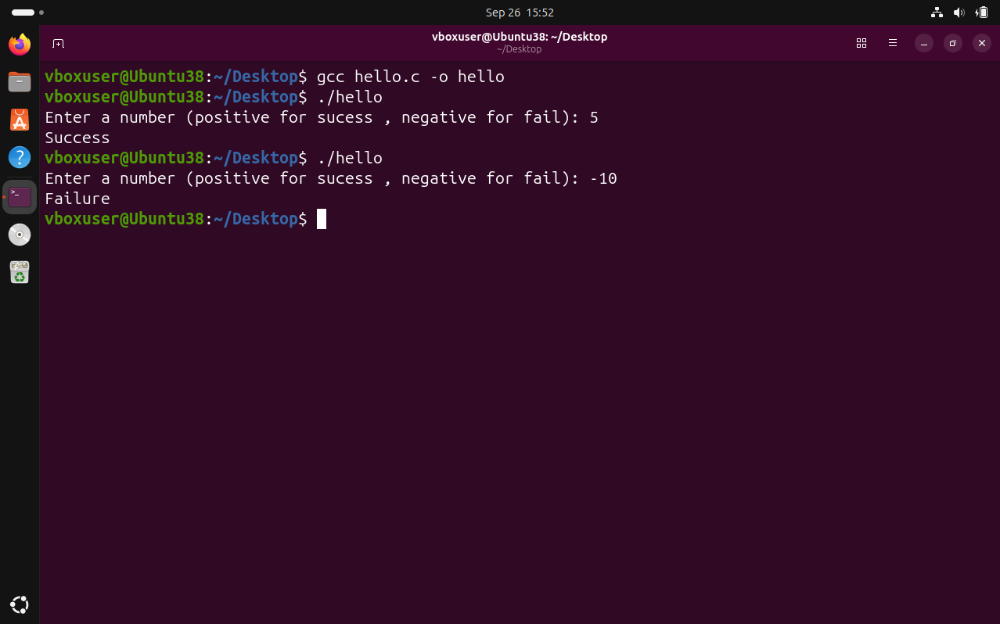 Sep 26 15:52
vboxuser@Ubuntu38: ~/Desktop
~/Desktop
vboxuser@Ubuntu38:~/Desktop$ gcc hello.c -o hello
vboxuser@Ubuntu38:~/Desktop$ ./hello
Enter a number (positive for sucess , negative for fail): 5
Success
vboxuser@Ubuntu38:~/Desktop$ ./hello
Enter a number (positive for sucess , negative for fail): -10
Failure
vboxuser@Ubuntu38:~/Desktop$